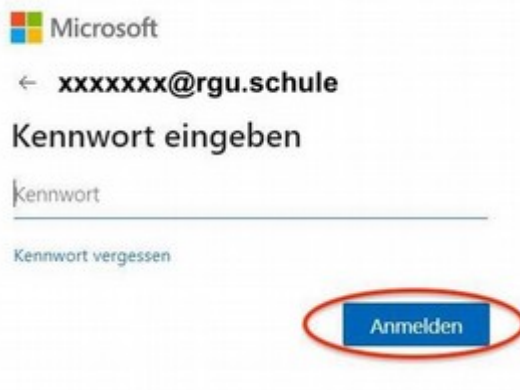 Microsoft
← xxxxxxx@rgu.schule
Kennwort eingeben
Kennwort
Kennwort vergessen
Anmelden